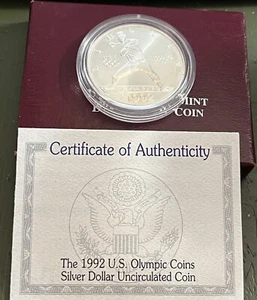 MINT
COIN
Certificate of Authenticity
The 1992 U.S. Olympic Coins
Silver Dollar Uncirculated Coin